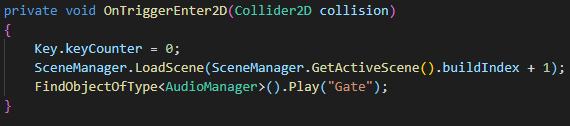 private void OnTriggerEnter2D(Collider2D collision)
{
    Key.keyCounter = 0;
    SceneManager.LoadScene(SceneManager.GetActiveScene().buildIndex + 1);
    FindObjectOfType<AudioManager>().Play("Gate");
}